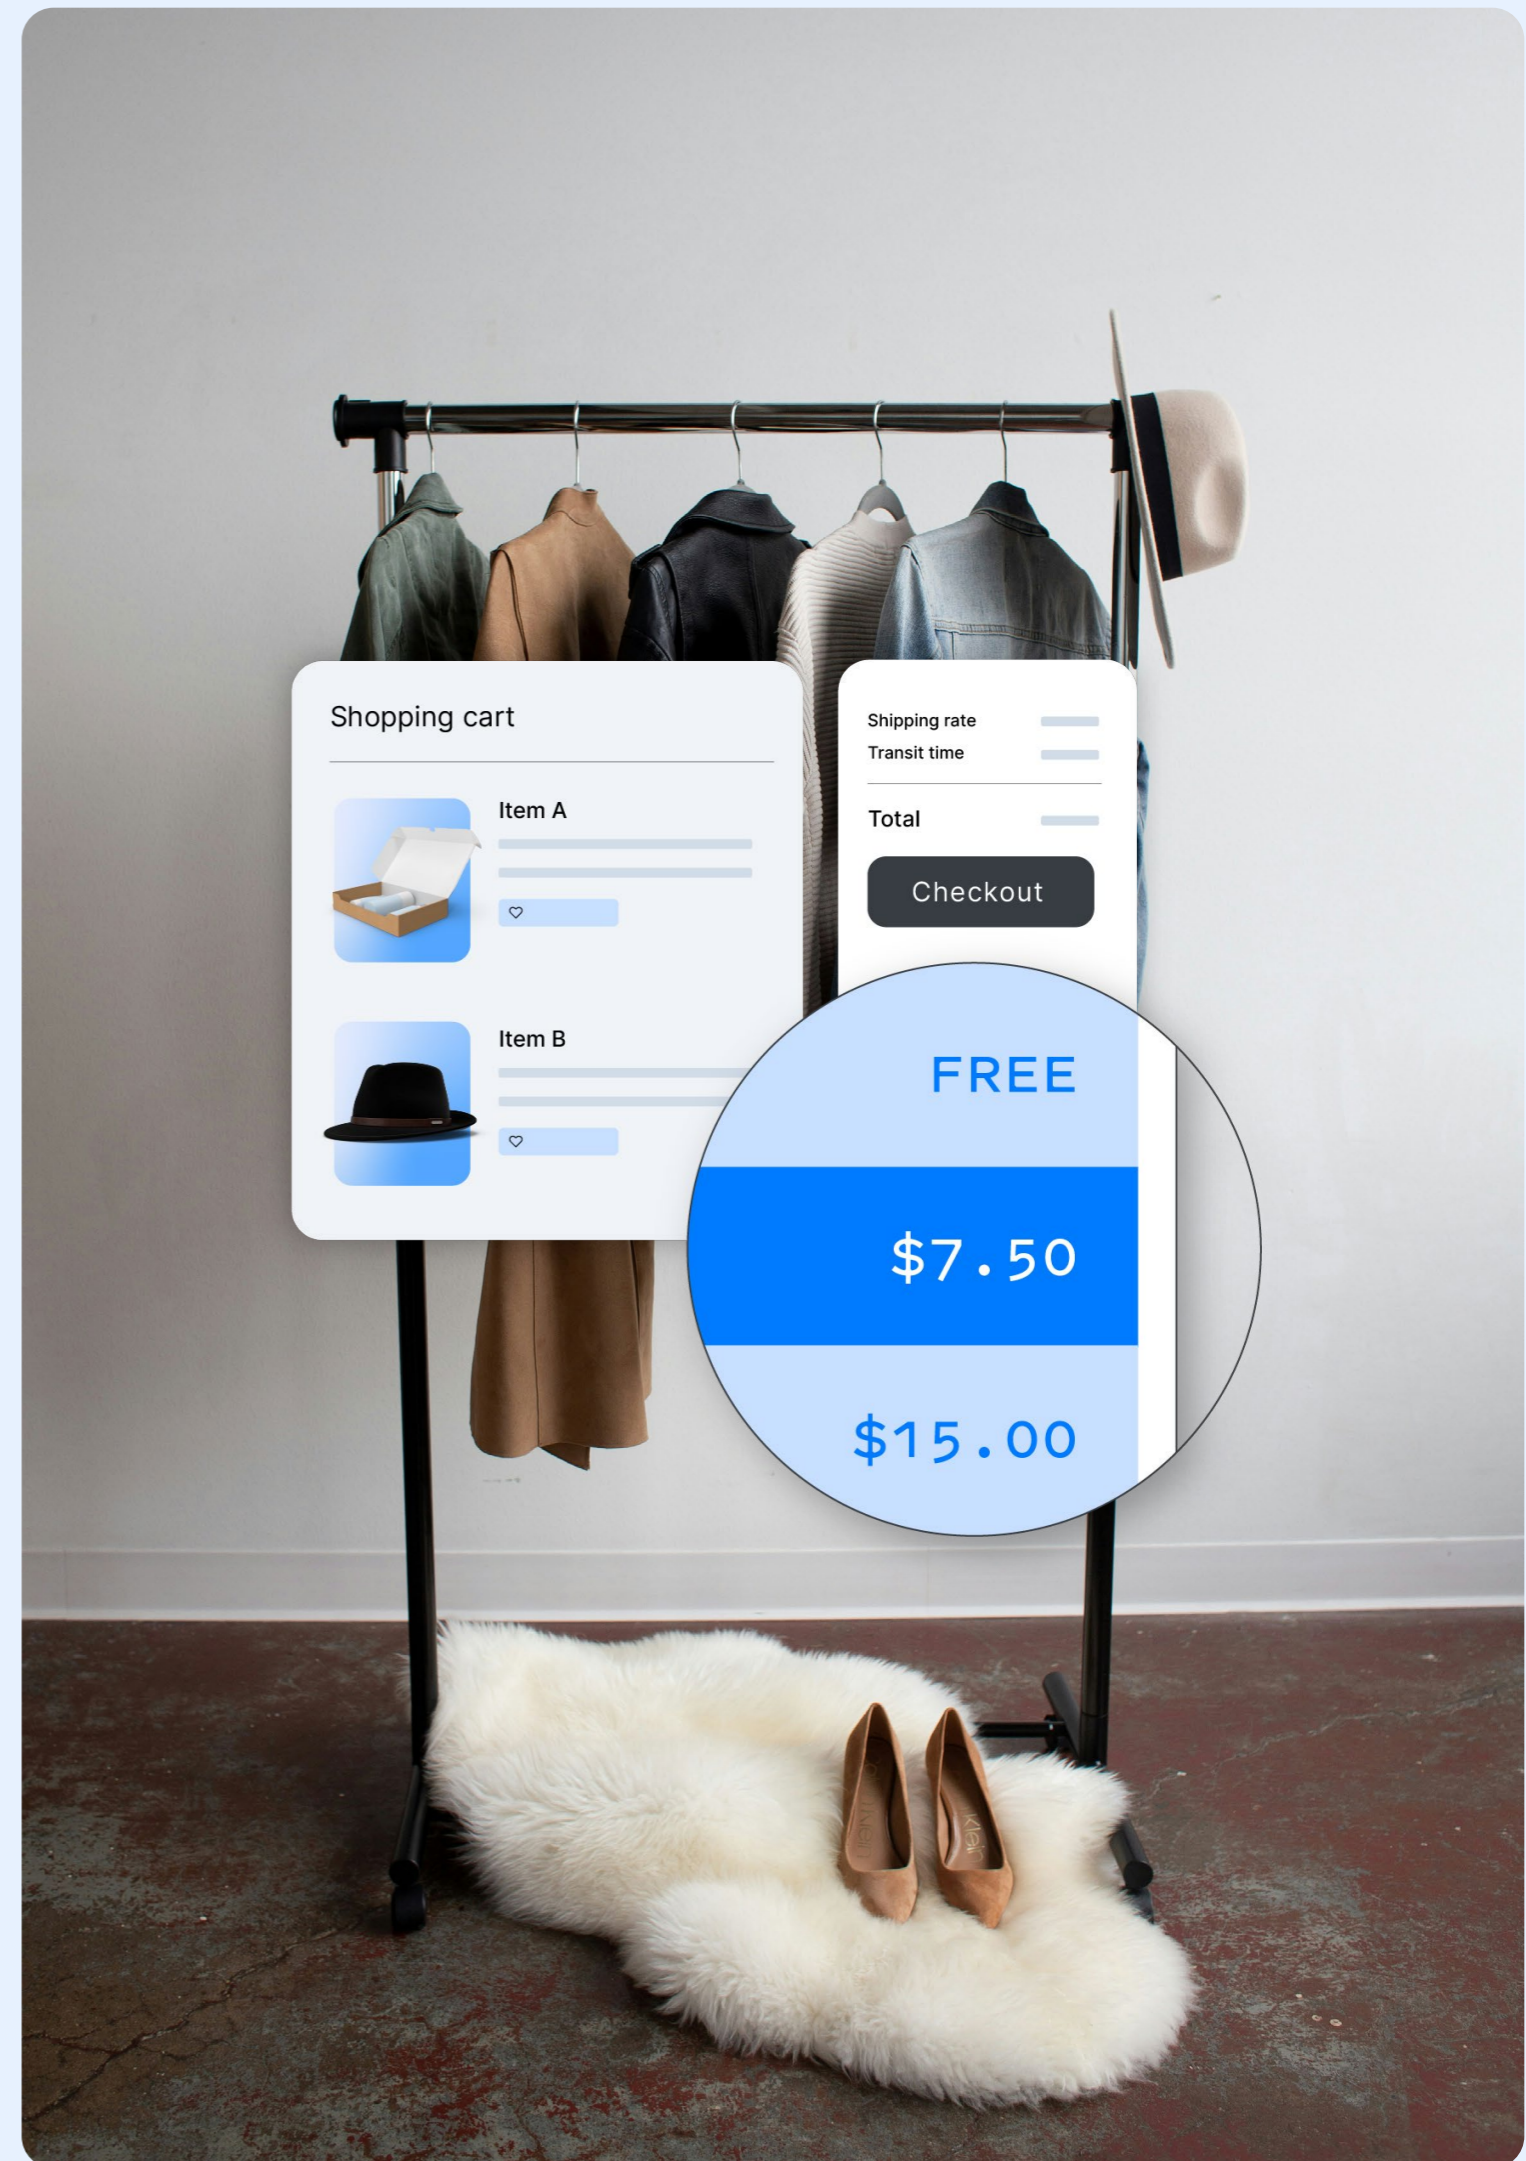 Shopping cart
Item A
Item B
Shipping rate
Transit time
Total
Checkout
FREE
$7.50
$15.00